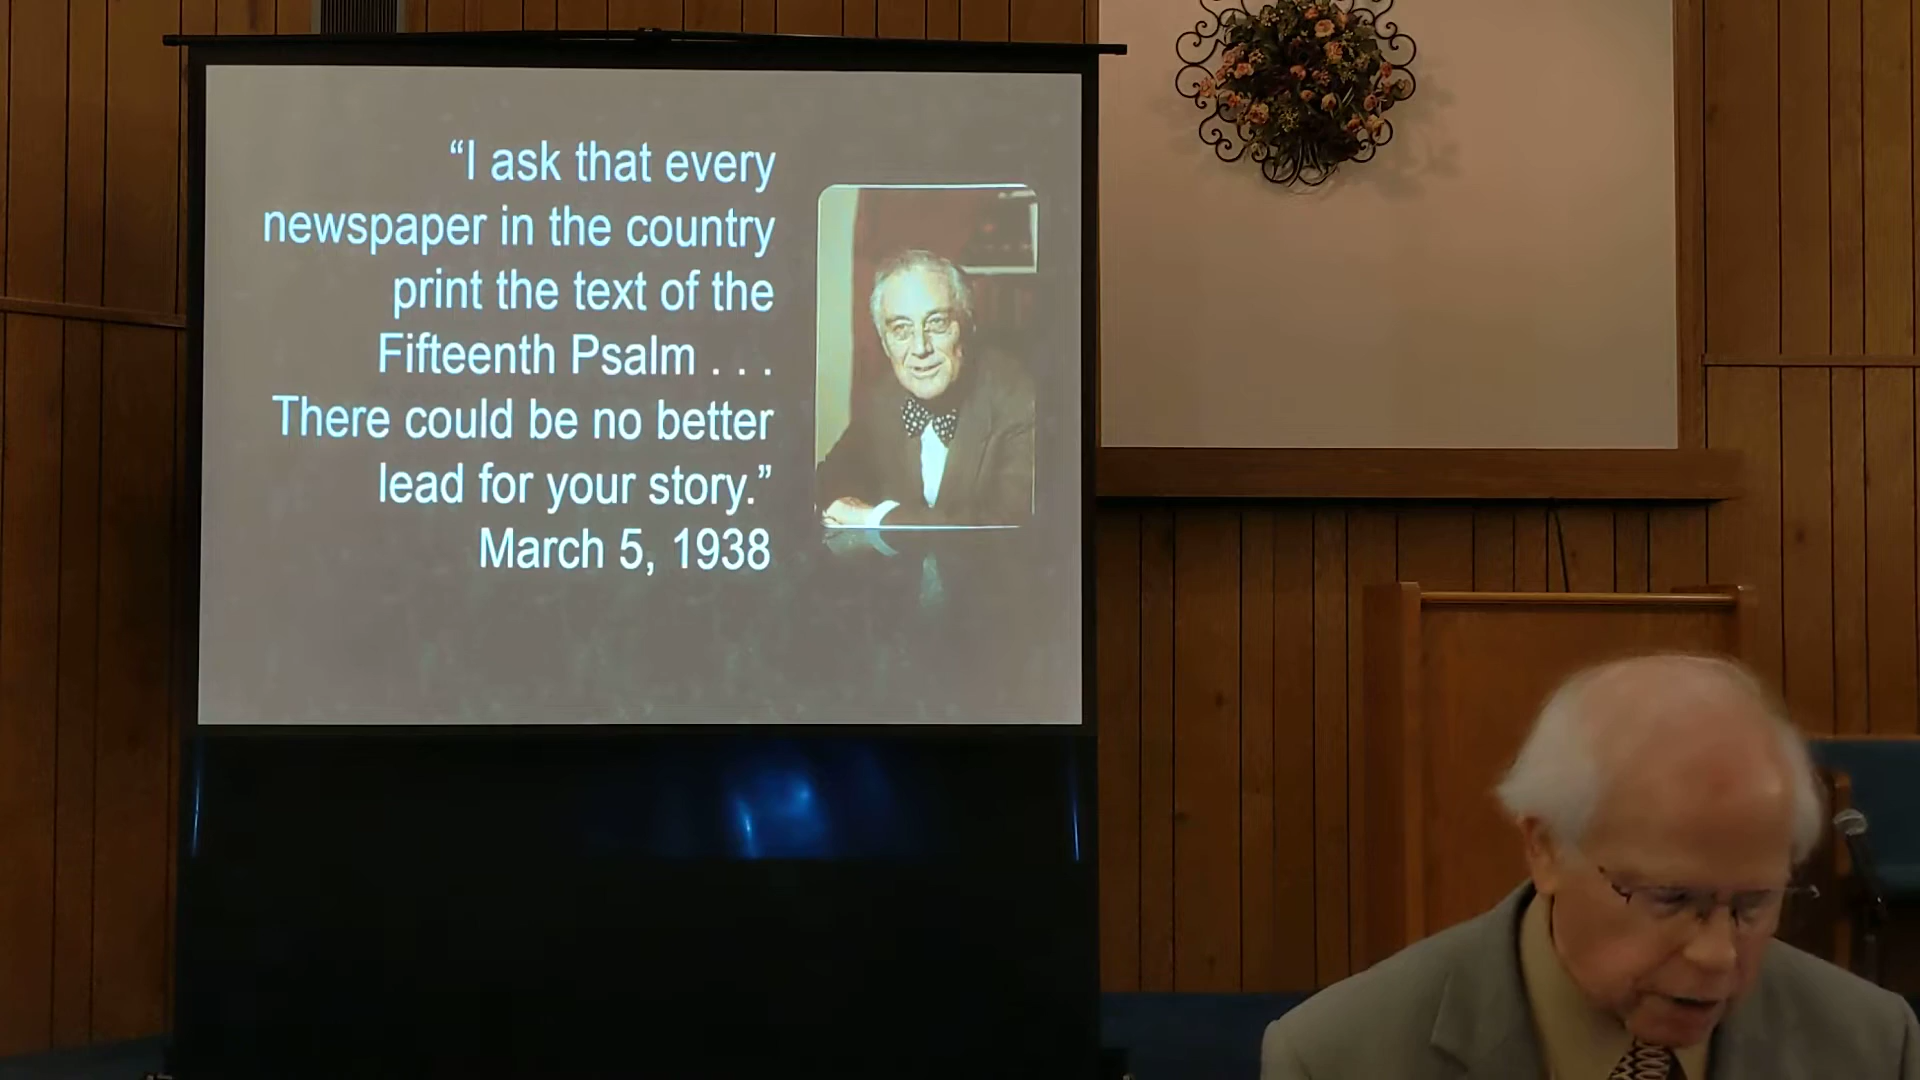 “I ask that every
newspaper in the country
print the text of the
Fifteenth Psalm . . .
There could be no better
lead for your story.”
March 5, 1938